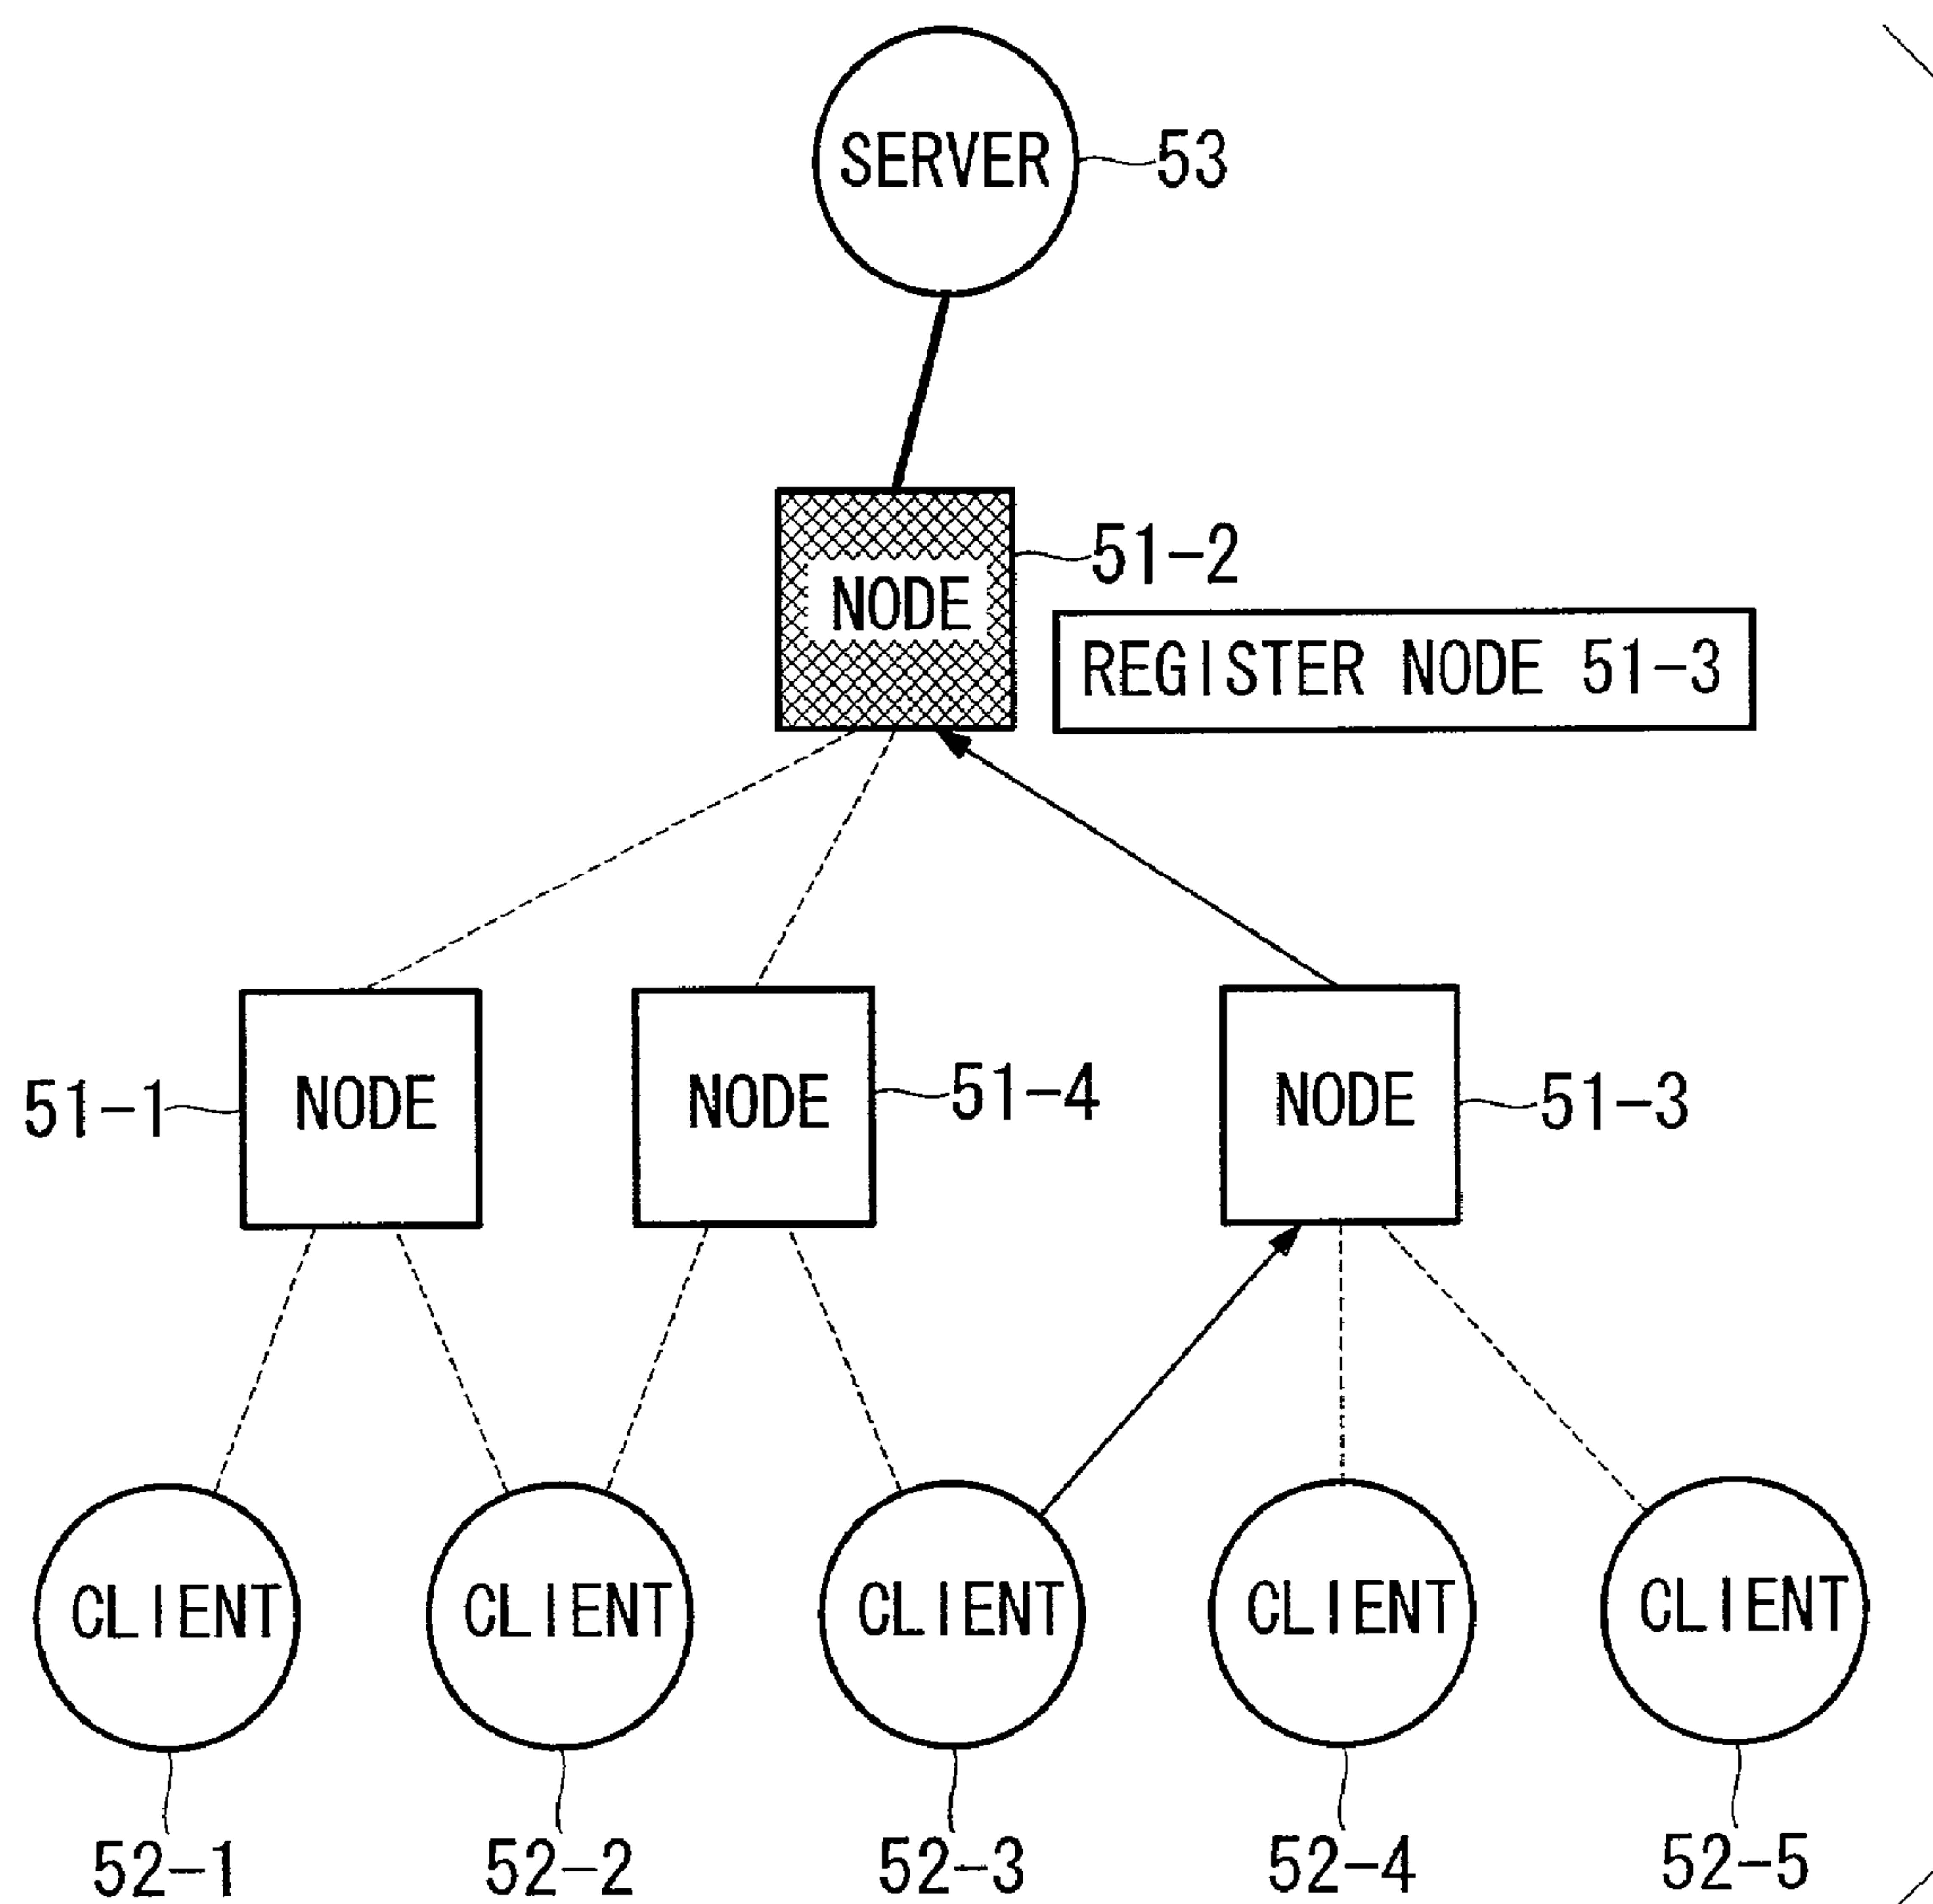 SERVER
53
51-2
NODE
REGISTER NODE 51-3
51-1
NODE
NODE
51-4
NODE
51-3
CLIENT
CLIENT
CLIENT
CLIENT
CLIENT
52-1
52-2
52-3
52-4
52-5